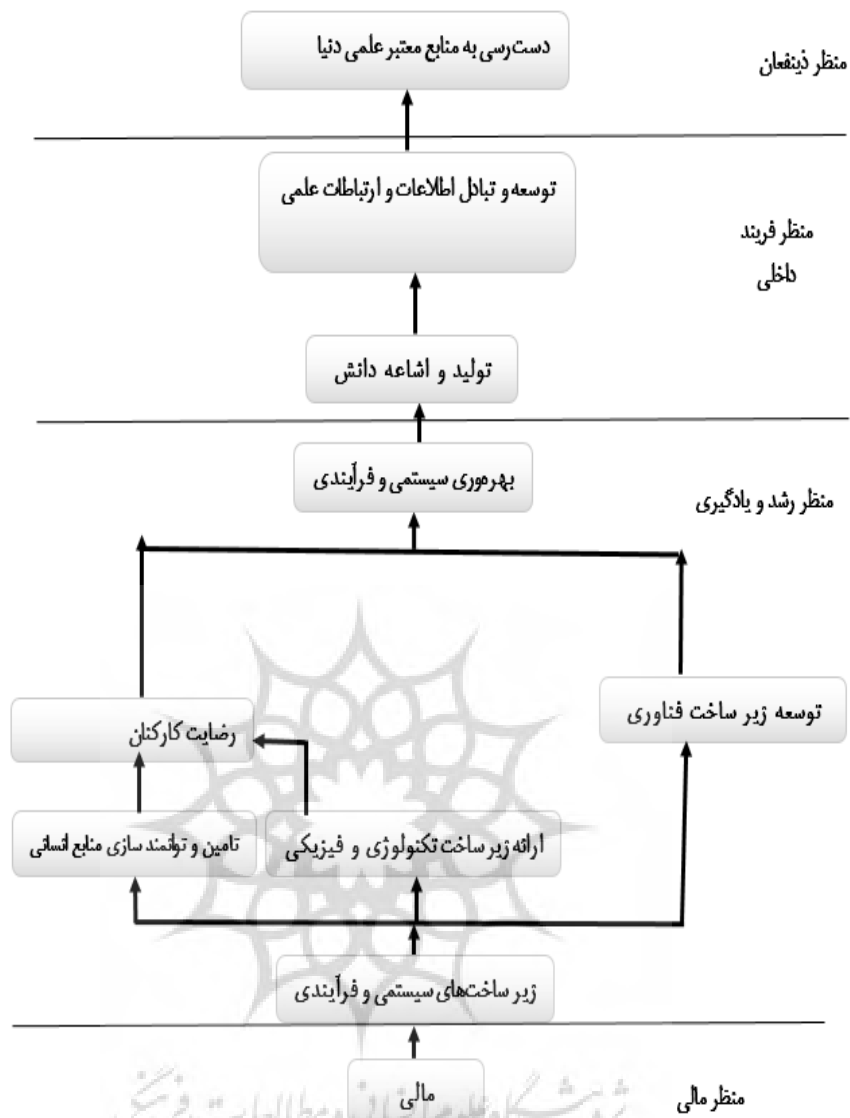 دست‌رسی به منابع معتبر علمی دنیا
منظر ذینفعان
توسعه و تبادل اطلاعات و ارتباطات علمی
منظر فریند
داخلی
تولید و اشاعه دانش
بهره‌وری سیستمی و فرآیندی
منظر رشد و یادگیری
توسعه زیر ساخت فناوری
رضایت کارکنان
ارائه زیر ساخت تکنولوژی و فیزیکی
تامین و توانمند سازی منابع انسانی
زیر ساخت‌های سیستمی و فرآیندی
مالی
منظر مالی